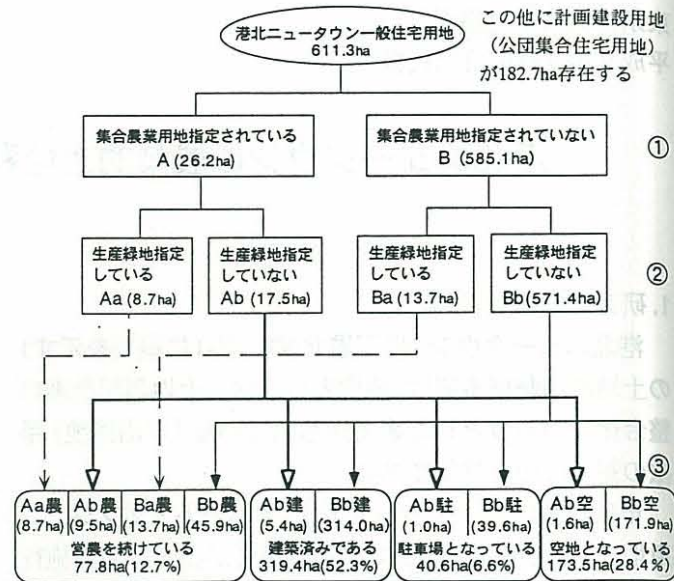 港北ニュータウン一般住宅用地
611.3ha
この他に計画建設用地
（公団集合住宅用地）
が182.7ha存在する
集合農業用地指定されている
A (26.2ha)
集合農業用地指定されていない
B (585.1ha)
①
生産緑地指定
している
Aa (8.7ha)
生産緑地指定
していない
Ab (17.5ha)
生産緑地指定
している
Ba (13.7ha)
生産緑地指定
していない
Bb (571.4ha)
②
③
Aa農 Ab農 Ba農 Bb農
(8.7ha) (9.5ha) (13.7ha) (45.9ha)
営農を続けている
77.8ha(12.7%)
Ab建 Bb建
(5.4ha) (314.0ha)
建築済みである
319.4ha(52.3%)
Ab駐 Bb駐
(1.0ha) (39.6ha)
駐車場となっている
40.6ha(6.6%)
Ab空 Bb空
(1.6ha) (171.9ha)
空地となっている
173.5ha(28.4%)